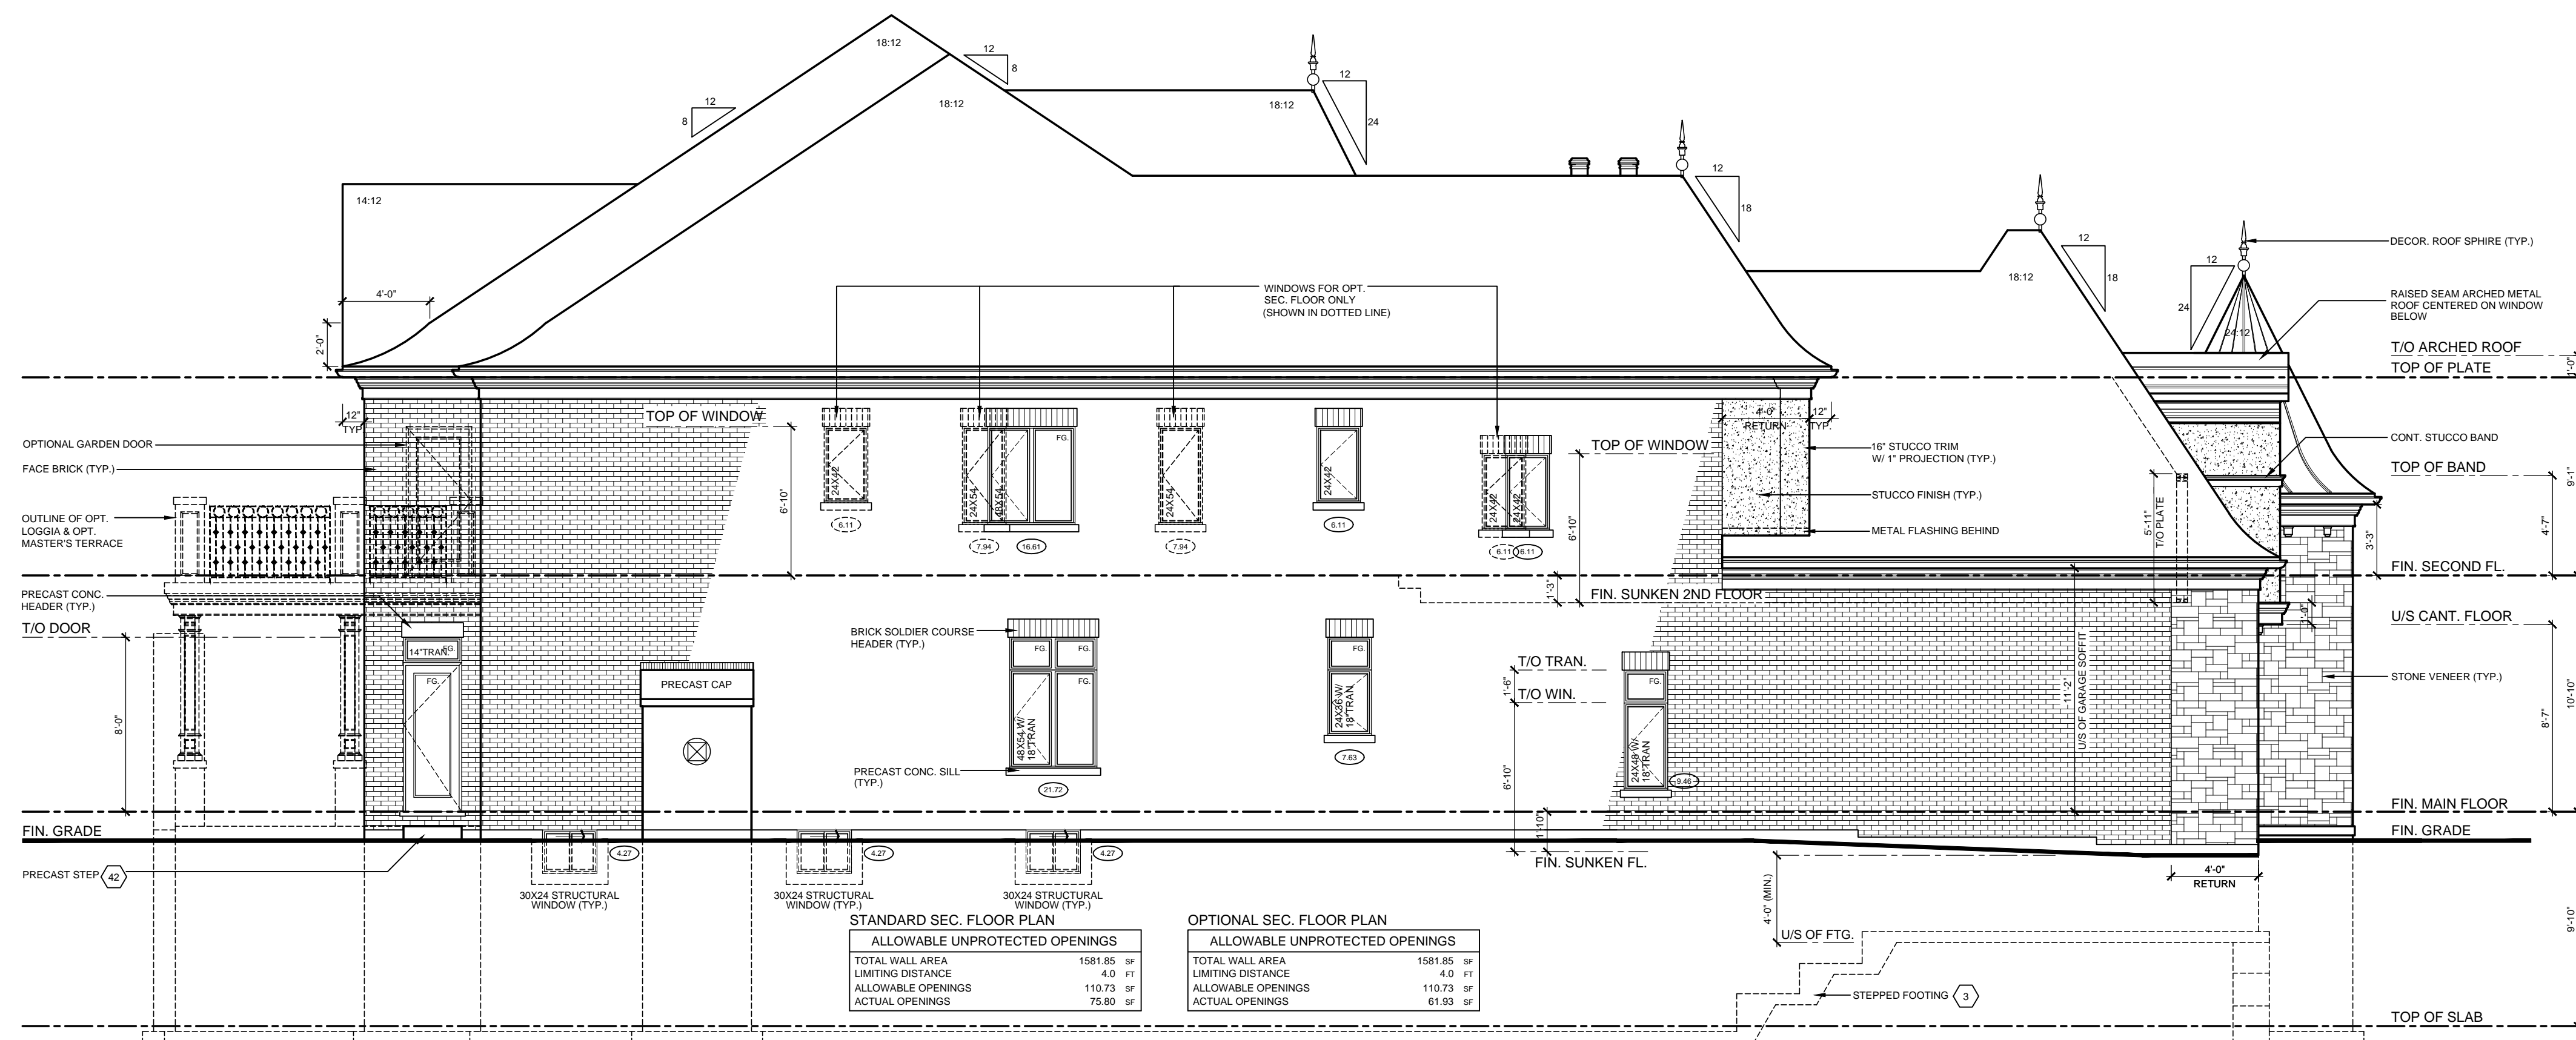 18:12
12
8
12
8
18:12
18:12
12
24
14:12
12
18
4'-0"
2'-0"
WINDOWS FOR OPT.
SEC. FLOOR ONLY
(SHOWN IN DOTTED LINE)
18:12
12
18
12
24
24:12
DECOR. ROOF SPHIRE (TYP.)
RAISED SEAM ARCHED METAL
ROOF CENTERED ON WINDOW
BELOW
T/O ARCHED ROOF
TOP OF PLATE
1'-0"
12"
TYP.
TOP OF WINDOW
OPTIONAL GARDEN DOOR
FACE BRICK (TYP.)
OUTLINE OF OPT.
LOGGIA & OPT.
MASTER'S TERRACE
6'-10"
24X42
6.11
24X54
48X54
FG.
7.94
16.61
24X54
7.94
24X42
6.11
24X42
24X42
6.11
6.11
TOP OF WINDOW
6'-10"
4'-0"
RETURN
12"
TYP.
16" STUCCO TRIM
W/ 1" PROJECTION (TYP.)
STUCCO FINISH (TYP.)
METAL FLASHING BEHIND
5'-11"
T/O PLATE
CONT. STUCCO BAND
TOP OF BAND
9'-1"
4'-7"
3'-3"
FIN. SECOND FL.
1'-3"
FIN. SUNKEN 2ND FLOOR
1'-0"
U/S CANT. FLOOR
PRECAST CONC.
HEADER (TYP.)
T/O DOOR
8'-0"
14"TRAN.
FG.
FG.
PRECAST CAP
BRICK SOLDIER COURSE
HEADER (TYP.)
FG.
FG.
FG.
48X54 W/
18"TRAN
PRECAST CONC. SILL
(TYP.)
21.72
FG.
24X36 W/
18"TRAN
7.63
T/O TRAN.
1'-6"
T/O WIN.
6'-10"
FG.
24X48 W/
18"TRAN
9.46
11'-2"
U/S OF GARAGE SOFFIT
STONE VENEER (TYP.)
10'-10"
8'-7"
FIN. MAIN FLOOR
FIN. GRADE
FIN. GRADE
1'-10"
FIN. SUNKEN FL.
PRECAST STEP
42
4.27
4.27
4.27
30X24 STRUCTURAL
WINDOW (TYP.)
30X24 STRUCTURAL
WINDOW (TYP.)
30X24 STRUCTURAL
WINDOW (TYP.)
4'-0"
RETURN
4'-0" (MIN.)
U/S OF FTG.
9'-10"
STANDARD SEC. FLOOR PLAN
ALLOWABLE UNPROTECTED OPENINGS
TOTAL WALL AREA 1581.85 SF
LIMITING DISTANCE 4.0 FT
ALLOWABLE OPENINGS 110.73 SF
ACTUAL OPENINGS 75.80 SF
OPTIONAL SEC. FLOOR PLAN
ALLOWABLE UNPROTECTED OPENINGS
TOTAL WALL AREA 1581.85 SF
LIMITING DISTANCE 4.0 FT
ALLOWABLE OPENINGS 110.73 SF
ACTUAL OPENINGS 61.93 SF
STEPPED FOOTING
3
TOP OF SLAB